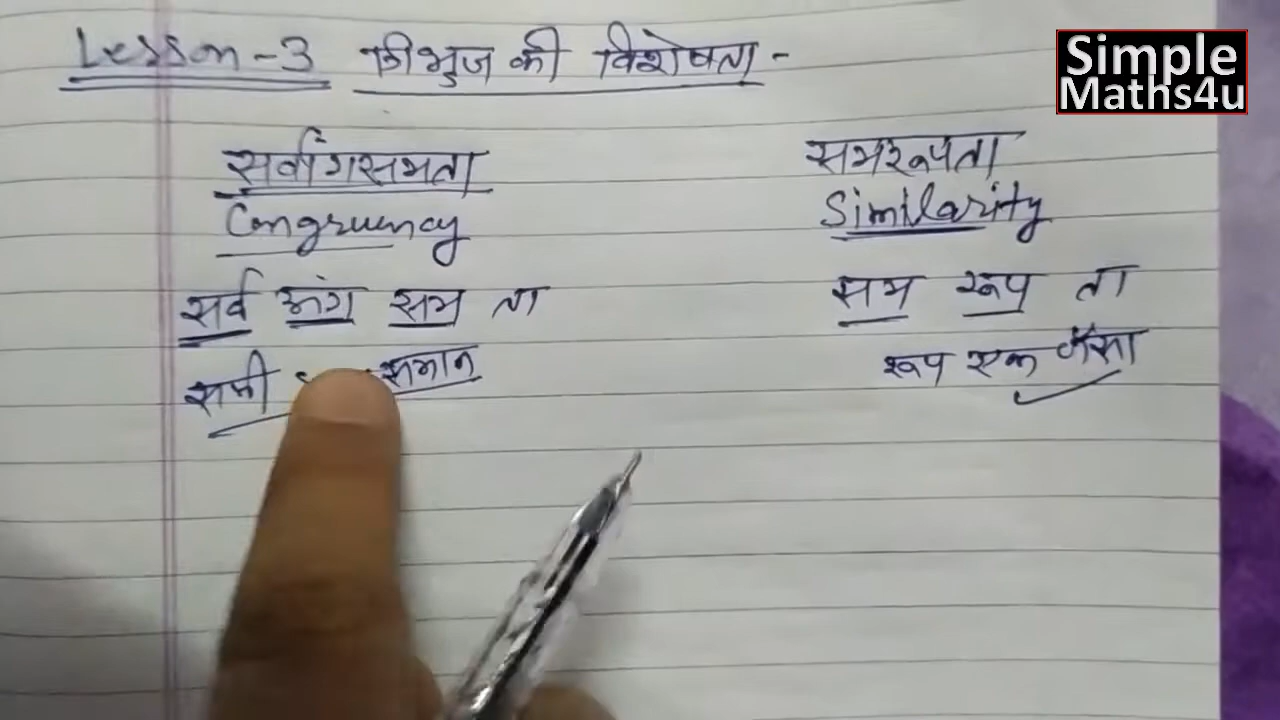 Lesson-3 त्रिभुज की विशेषता -
Simple
Maths4u
सर्वांगसमता
Congruency
सर्व अंग सम ता
सभी समान
समरूपता
Similarity
सम रूप ता
रूप एक जैसा